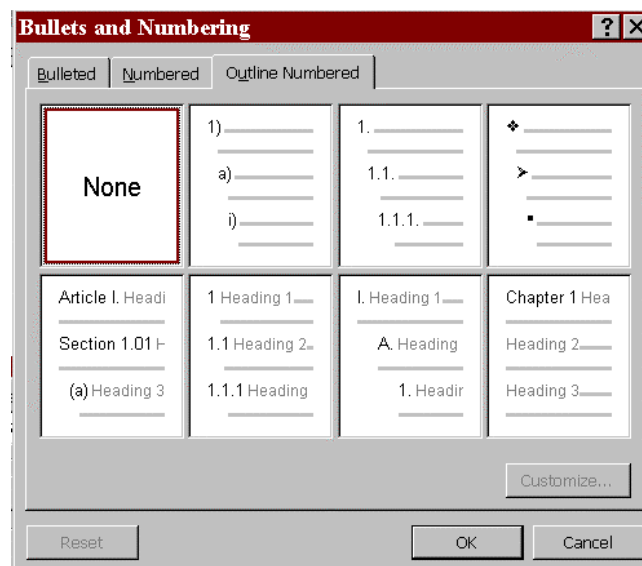 Bullets and Numbering
Bulleted Numbered Outline Numbered
None
1)
a)
i)
1.
1.1.
1.1.1.
Article I. Headi
Section 1.01 H
(a) Heading 3
1 Heading 1
1.1 Heading 2
1.1.1 Heading
I. Heading 1
A. Heading
1. Headir
Chapter 1 Hea
Heading 2
Heading 3
Customize...
Reset OK Cancel